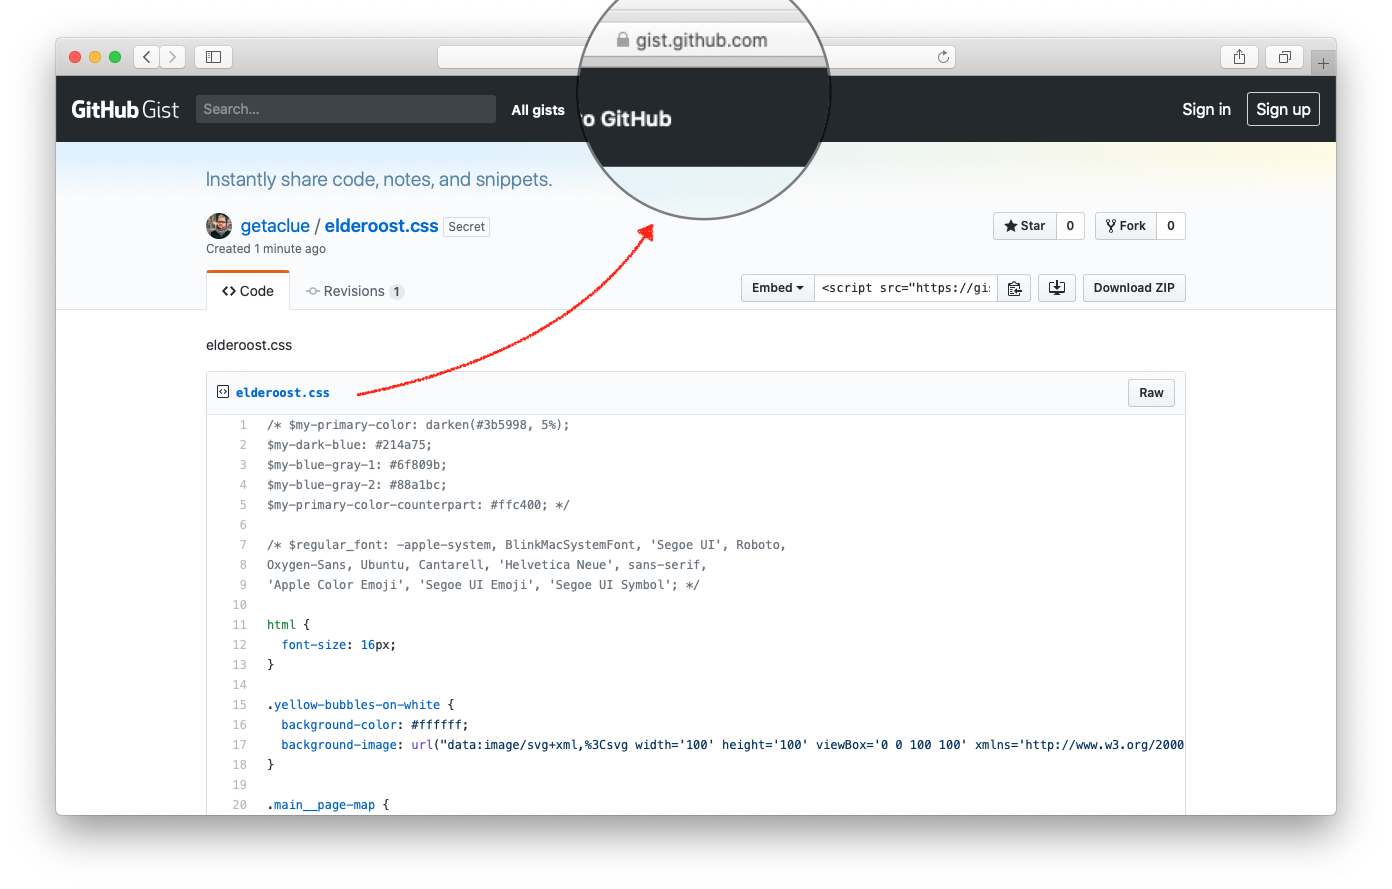 gist.github.com
GitHub Gist
Search...
All gists
o GitHub
Sign in
Sign up
Instantly share code, notes, and snippets.
getaclue / elderoost.css
Secret
Star 0
Fork 0
Created 1 minute ago
Code
Revisions 1
Embed
<script src="https://gi
Download ZIP
elderoost.css
elderoost.css
Raw
1 /* $my-primary-color: darken(#3b5998, 5%);
2 $my-dark-blue: #214a75;
3 $my-blue-gray-1: #6f809b;
4 $my-blue-gray-2: #88a1bc;
5 $my-primary-color-counterpart: #ffc400; */
6
7 /* $regular_font: -apple-system, BlinkMacSystemFont, 'Segoe UI', Roboto,
8 Oxygen-Sans, Ubuntu, Cantarell, 'Helvetica Neue', sans-serif,
9 'Apple Color Emoji', 'Segoe UI Emoji', 'Segoe UI Symbol'; */
10
11 html {
12 font-size: 16px;
13 }
14
15 .yellow-bubbles-on-white {
16 background-color: #ffffff;
17 background-image: url("data:image/svg+xml,%3Csvg width='100' height='100' viewBox='0 0 100 100' xmlns='http://www.w3.org/2000
18 }
19
20 .main__page-map {